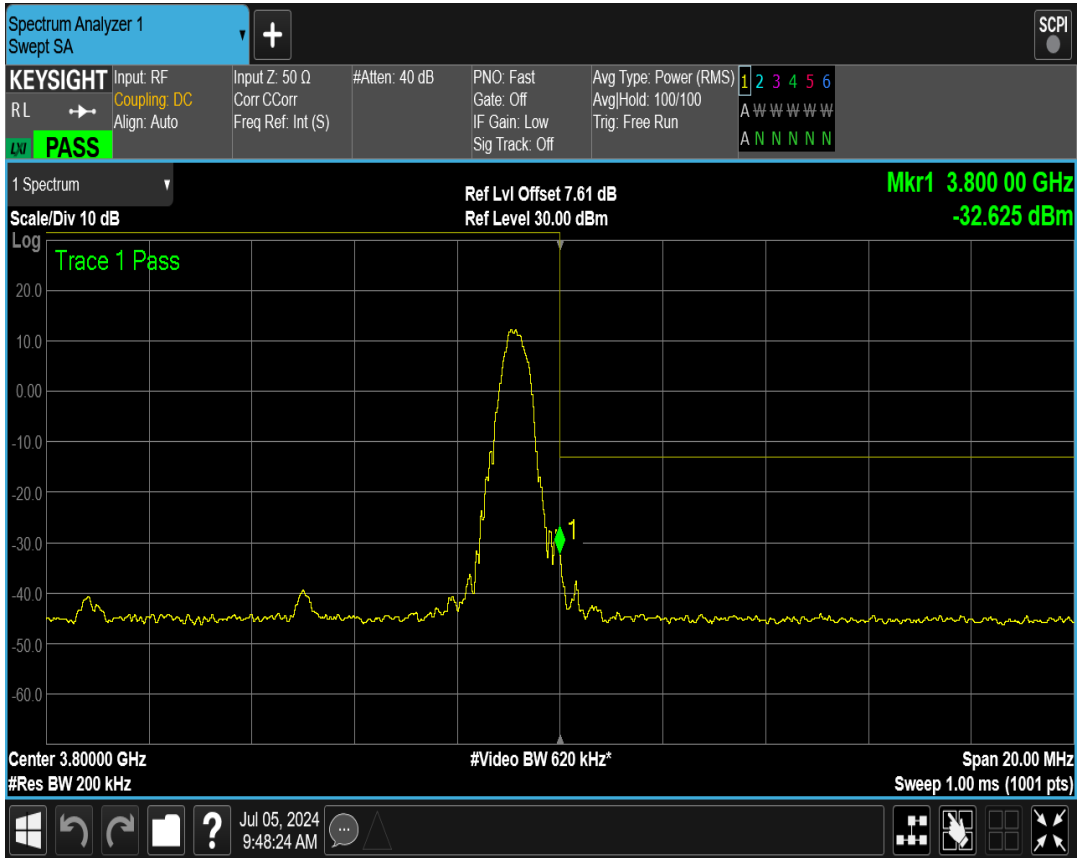 Spectrum Analyzer 1
Swept SA
+
SCPI
KEYSIGHT
RL
LXI PASS
Input: RF
Coupling: DC
Align: Auto
Input Z: 50 Ω
Corr CCorr
Freq Ref: Int (S)
#Atten: 40 dB
PNO: Fast
Gate: Off
IF Gain: Low
Sig Track: Off
Avg Type: Power (RMS)
Avg|Hold: 100/100
Trig: Free Run
1 2 3 4 5 6
A W W W W W
A N N N N N
1 Spectrum
Scale/Div 10 dB
Ref Lvl Offset 7.61 dB
Ref Level 30.00 dBm
Mkr1 3.800 00 GHz
-32.625 dBm
Log
Trace 1 Pass
20.0
10.0
0.00
-10.0
-20.0
1
-30.0
-40.0
-50.0
-60.0
Center 3.80000 GHz
#Res BW 200 kHz
#Video BW 620 kHz*
Span 20.00 MHz
Sweep 1.00 ms (1001 pts)
?
Jul 05, 2024
9:48:24 AM